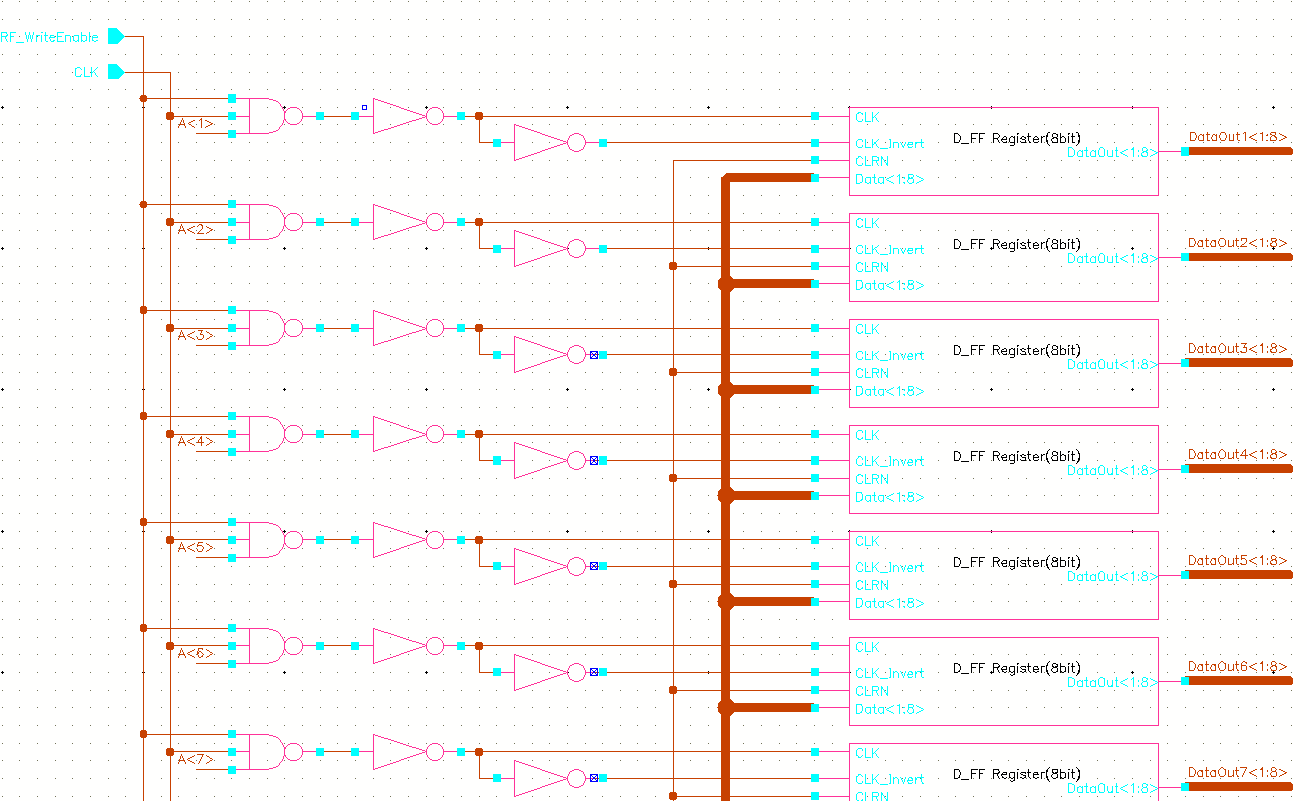 RF_WriteEnable
CLK
A<1>
CLK
CLK_Invert
CLRN
Data<1:8>
D_FF Register(8bit)
DataOut<1:8>
DataOut1<1:8>
A<2>
CLK
CLK_Invert
CLRN
Data<1:8>
D_FF Register(8bit)
DataOut<1:8>
DataOut2<1:8>
A<3>
CLK
CLK_Invert
CLRN
Data<1:8>
D_FF Register(8bit)
DataOut<1:8>
DataOut3<1:8>
A<4>
CLK
CLK_Invert
CLRN
Data<1:8>
D_FF Register(8bit)
DataOut<1:8>
DataOut4<1:8>
A<5>
CLK
CLK_Invert
CLRN
Data<1:8>
D_FF Register(8bit)
DataOut<1:8>
DataOut5<1:8>
A<6>
CLK
CLK_Invert
CLRN
Data<1:8>
D_FF Register(8bit)
DataOut<1:8>
DataOut6<1:8>
A<7>
CLK
CLK_Invert
CLRN
D_FF Register(8bit)
DataOut<1:8>
DataOut7<1:8>